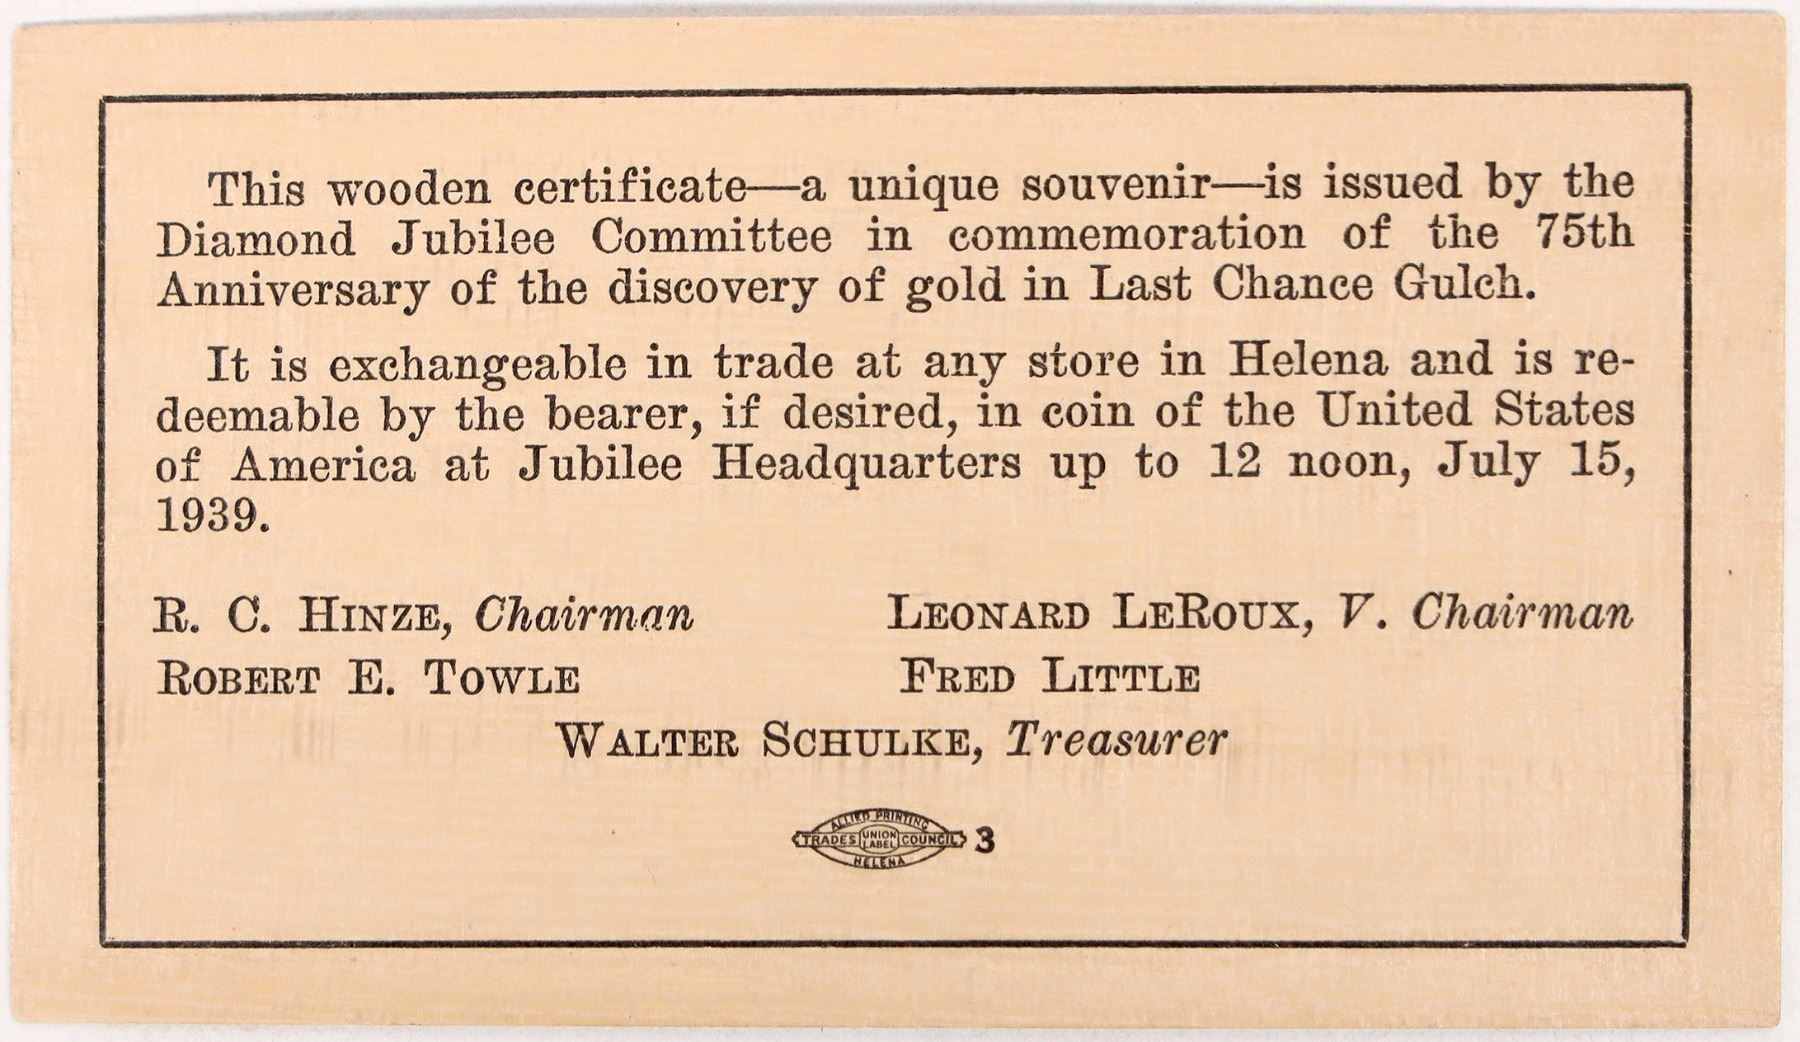 This wooden certificate—a unique souvenir—is issued by the
Diamond Jubilee Committee in commemoration of the 75th
Anniversary of the discovery of gold in Last Chance Gulch.
It is exchangeable in trade at any store in Helena and is re-
deemable by the bearer, if desired, in coin of the United States
of America at Jubilee Headquarters up to 12 noon, July 15,
1939.
R. C. HINZE, Chairman
LEONARD LEROUX, V. Chairman
ROBERT E. TOWLE
FRED LITTLE
WALTER SCHULKE, Treasurer
ALLIED PRINTING
TRADES UNION LABEL COUNCIL 3
HELENA